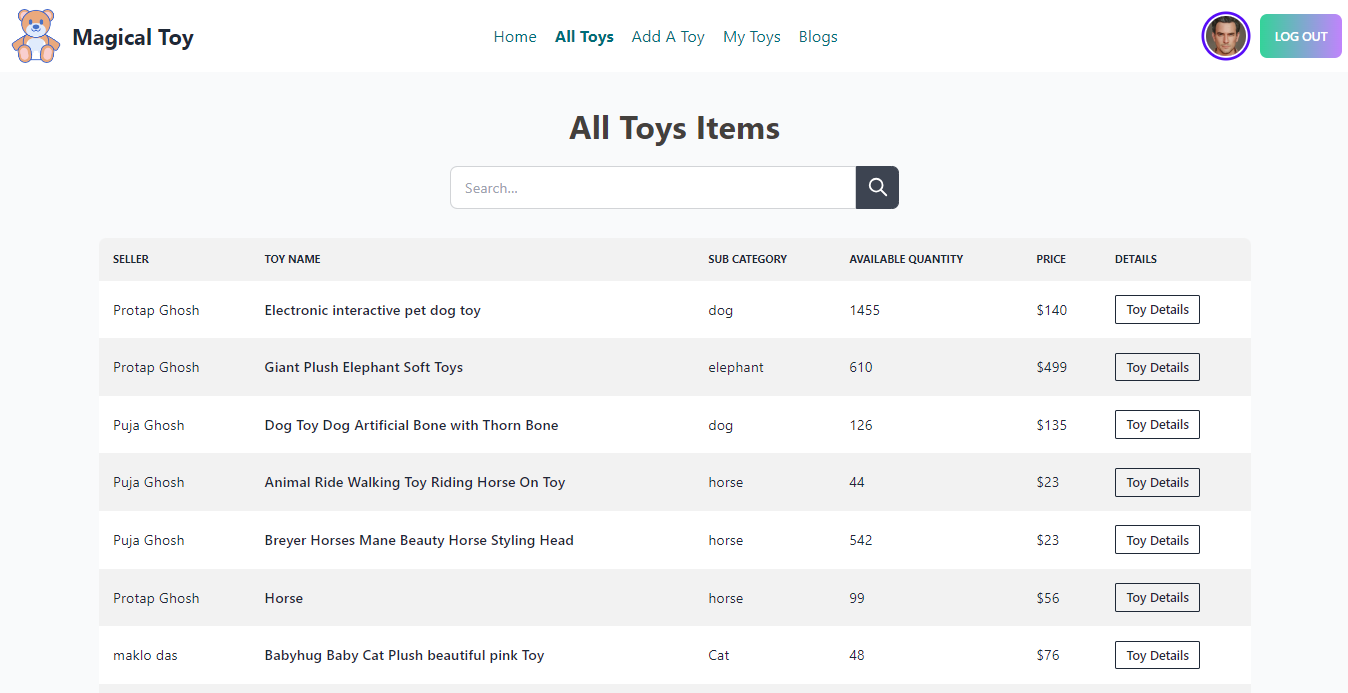 Magical Toy Home All Toys Add A Toy My Toys Blogs LOG OUT
All Toys Items
Search...
SELLER TOY NAME SUB CATEGORY AVAILABLE QUANTITY PRICE DETAILS
Protap Ghosh Electronic interactive pet dog toy dog 1455 $140 Toy Details
Protap Ghosh Giant Plush Elephant Soft Toys elephant 610 $499 Toy Details
Puja Ghosh Dog Toy Dog Artificial Bone with Thorn Bone dog 126 $135 Toy Details
Puja Ghosh Animal Ride Walking Toy Riding Horse On Toy horse 44 $23 Toy Details
Puja Ghosh Breyer Horses Mane Beauty Horse Styling Head horse 542 $23 Toy Details
Protap Ghosh Horse horse 99 $56 Toy Details
maklo das Babyhug Baby Cat Plush beautiful pink Toy Cat 48 $76 Toy Details